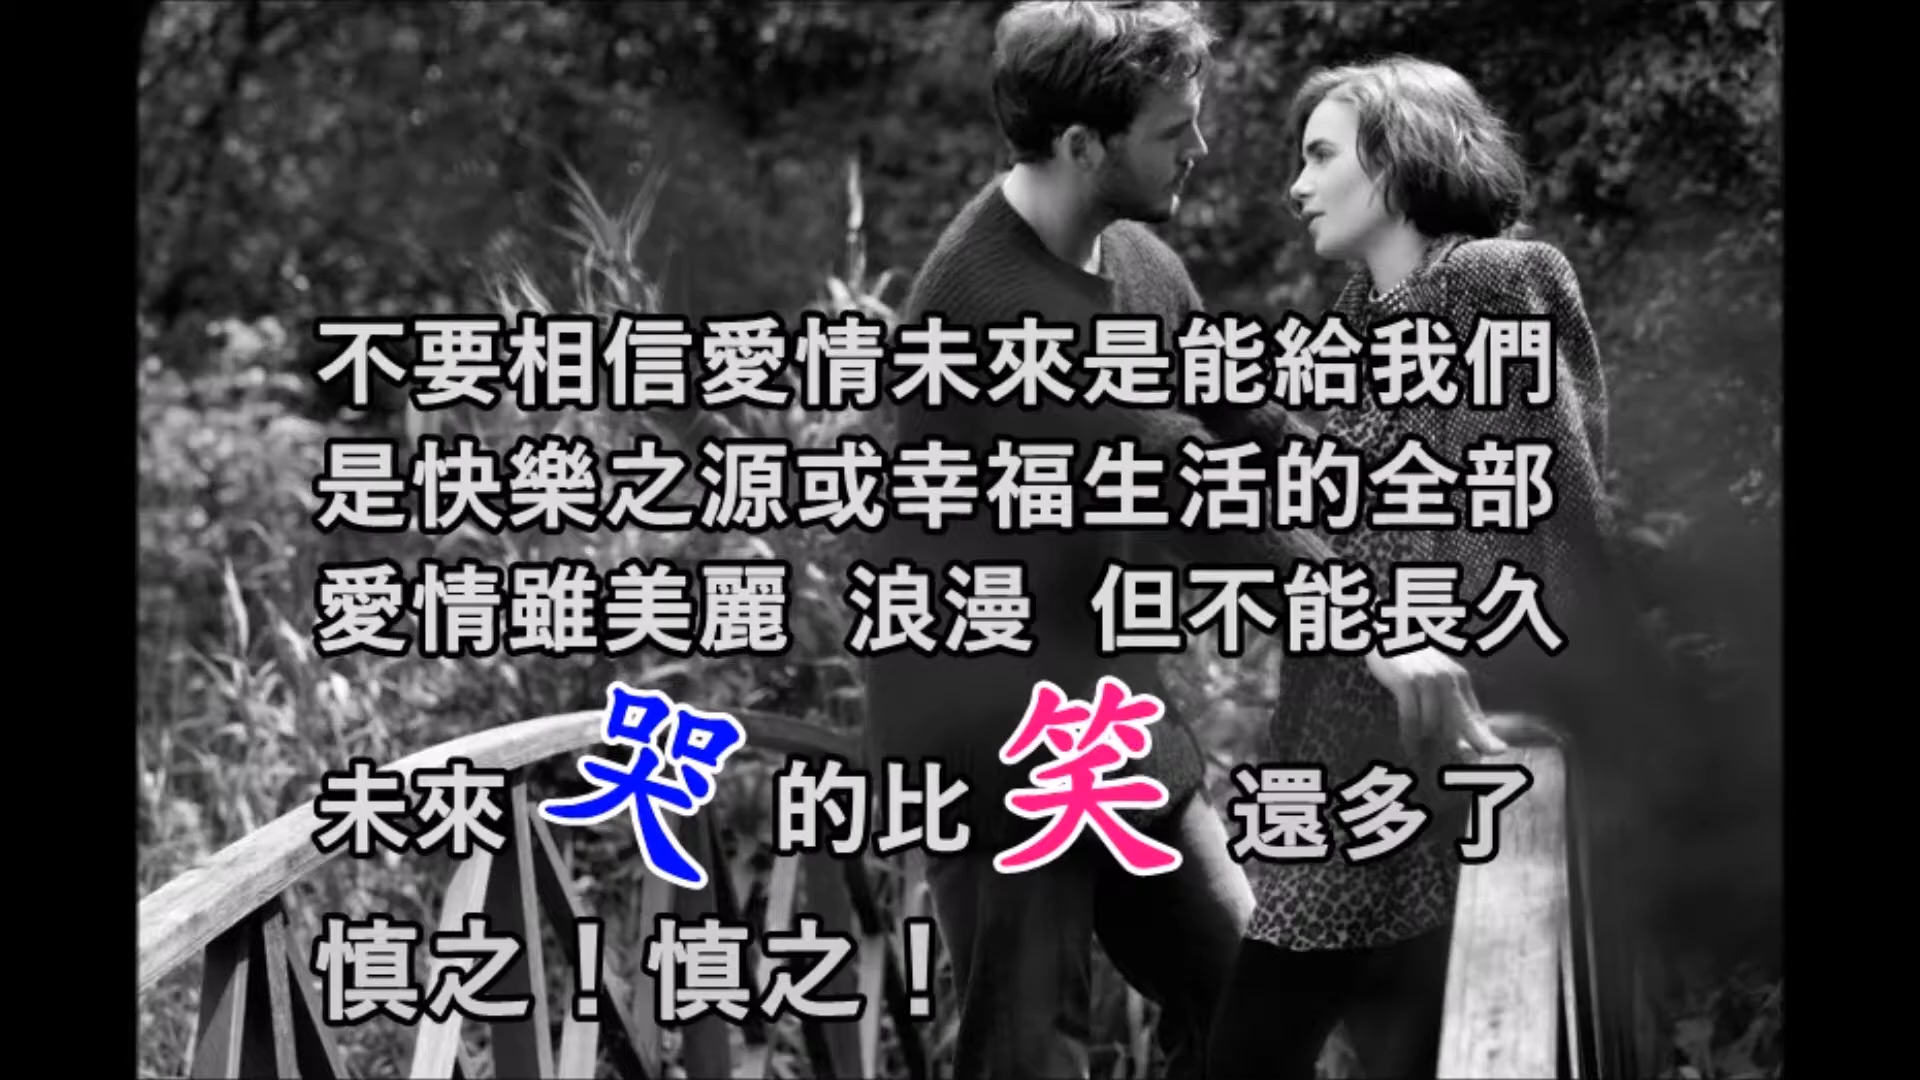 不要相信愛情未來是能給我們
是快樂之源或幸福生活的全部
愛情雖美麗 浪漫 但不能長久
未來 哭 的比 笑 還多了
慎之！慎之！